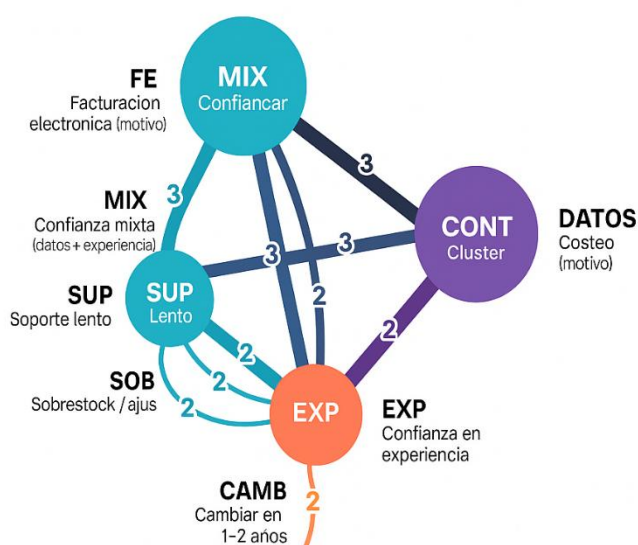 MIX
Confiancar
FE
Facturacion
electronica (motivo)
3
3
MIX
Confianza mixta
(datos + experiencia)
CONT
Cluster
DATOS
Costeo
(motivo)
3
3
2
SUP
Soporte lento
SUP
Lento
2
2
2
2
SOB
Sobrestock / ajus
EXP
EXP
Confianza en
experiencia
CAMB
Cambiar en
1–2 años
2